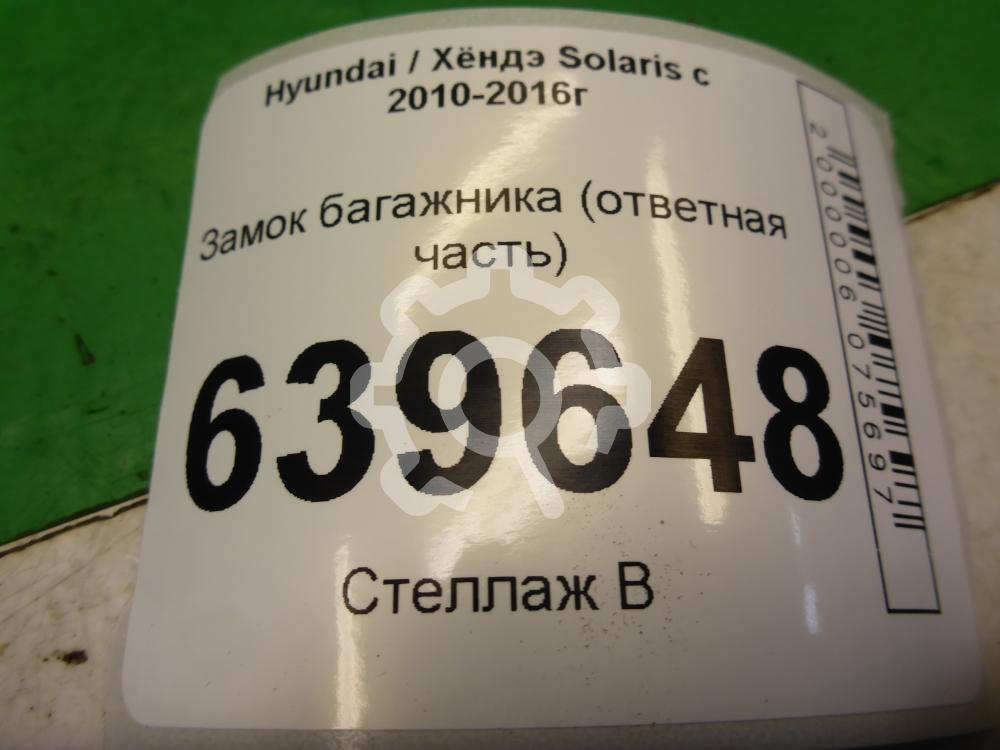 Hyundai / Хёндэ Solaris с
2010-2016г
Замок багажника (ответная
часть)
639648
Стеллаж В
2000006075697